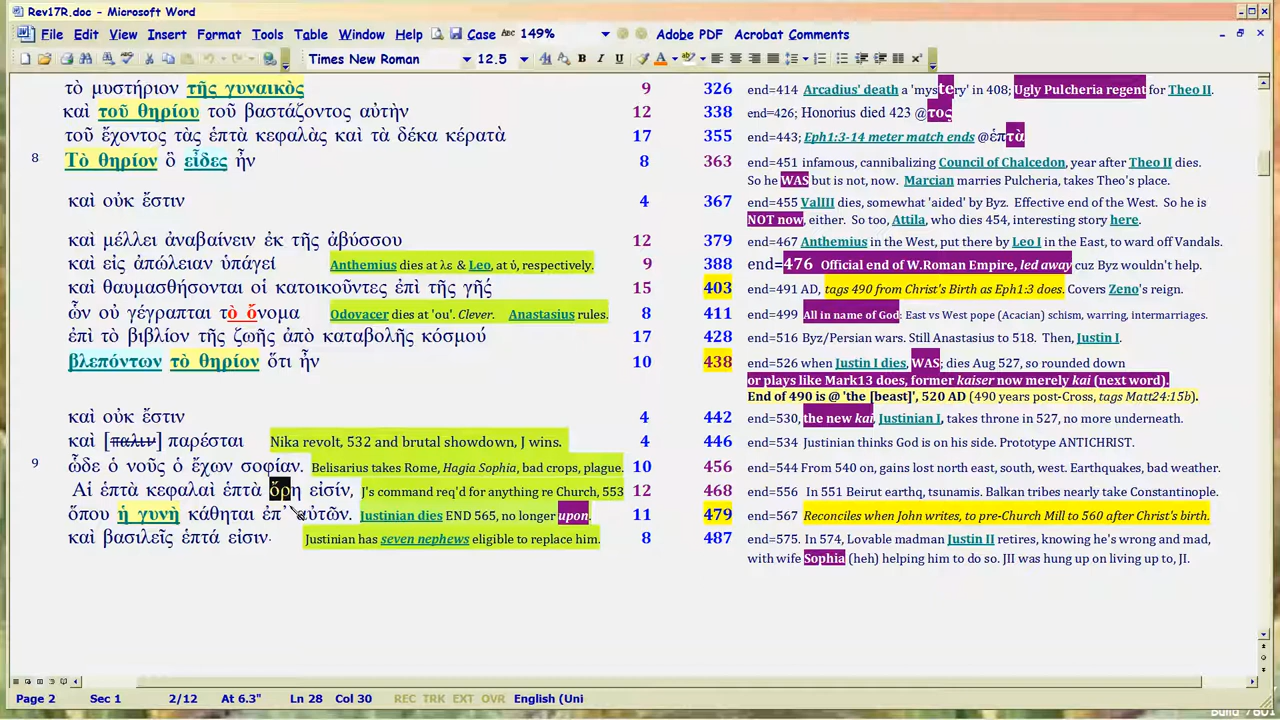 Rev17R.doc - Microsoft Word
File Edit View Insert Format Tools Table Window Help Case 149% Adobe PDF Acrobat Comments
Times New Roman 12.5
τὸ μυστήριον τῆς γυναικὸς 9 326 end=414 Arcadius' death a 'mystery' in 408; Ugly Pulcheria regent for Theo II.
καὶ τοῦ θηρίου τοῦ βαστάζοντος αὐτὴν 12 338 end=426; Honorius died 423 @τος
τοῦ ἔχοντος τὰς ἑπτὰ κεφαλὰς καὶ τὰ δέκα κέρατὰ 17 355 end=443; Eph1:3-14 meter match ends @έπτὰ
8 Τὸ θηρίον ὃ εἶδες ἦν 8 363 end=451 infamous, cannibalizing Council of Chalcedon, year after Theo II dies.
So he WAS but is not, now. Marcian marries Pulcheria, takes Theo's place.
καὶ οὐκ ἔστιν 4 367 end=455 ValIII dies, somewhat 'aided' by Byz. Effective end of the West. So he is
NOT now, either. So too, Attila, who dies 454, interesting story here.
καὶ μέλλει ἀναβαίνειν ἐκ τῆς ἀβύσσου 12 379 end=467 Anthemius in the West, put there by Leo I in the East, to ward off Vandals.
καὶ εἰς ἀπώλειαν ὑπάγεί Anthemius dies at λε & Leo, at ύ, respectively. 9 388 end=476 Official end of W.Roman Empire, led away cuz Byz wouldn't help.
καὶ θαυμασθήσονται οἱ κατοικοῦντες ἐπὶ τῆς γῆς 15 403 end=491 AD, tags 490 from Christ's Birth as Eph1:3 does. Covers Zeno's reign.
ὧν οὐ γέγραπται τὸ ὄνομα Odovacer dies at 'ou'. Clever. Anastasius rules. 8 411 end=499 All in name of God: East vs West pope (Acacian) schism, warring, intermarriages.
ἐπὶ τὸ βιβλίον τῆς ζωῆς ἀπὸ καταβολῆς κόσμού 17 428 end=516 Byz/Persian wars. Still Anastasius to 518. Then, Justin I.
βλεπόντων τὸ θηρίον ὅτι ἦν 10 438 end=526 when Justin I dies, WAS; dies Aug 527, so rounded down
or plays like Mark13 does, former kaiser now merely kai (next word).
End of 490 is @ 'the [beast]', 520 AD (490 years post-Cross, tags Matt24:15b).
καὶ οὐκ ἔστιν 4 442 end=530, the new kai, Justinian I, takes throne in 527, no more underneath.
καὶ [παλιν] παρέσται Nika revolt, 532 and brutal showdown, J wins. 4 446 end=534 Justinian thinks God is on his side. Prototype ANTICHRIST.
9 ὧδε ὁ νοῦς ὁ ἔχων σοφίαν. Belisarius takes Rome, Hagia Sophia, bad crops, plague. 10 456 end=544 From 540 on, gains lost north east, south, west. Earthquakes, bad weather.
Αἱ ἑπτὰ κεφαλαὶ ἑπτὰ ὄρη εἰσίν, J's command req'd for anything re Church, 553 12 468 end=556 In 551 Beirut earthq, tsunami. Balkan tribes nearly take Constantinople.
ὅπου ἡ γυνὴ κάθηται ἐπ' αὐτῶν. Justinian dies END 565, no longer upon. 11 479 end=567 Reconciles when John writes, to pre-Church Mill to 560 after Christ's birth.
καὶ βασιλεῖς ἑπτά εἰσιν· Justinian has seven nephews eligible to replace him. 8 487 end=575. In 574, Lovable madman Justin II retires, knowing he's wrong and mad,
with wife Sophia (heh) helping him to do so. JII was hung up on living up to, JI.
Page 2 Sec 1 2/12 At 6.3" Ln 28 Col 30 REC TRK EXT OVR English (Uni